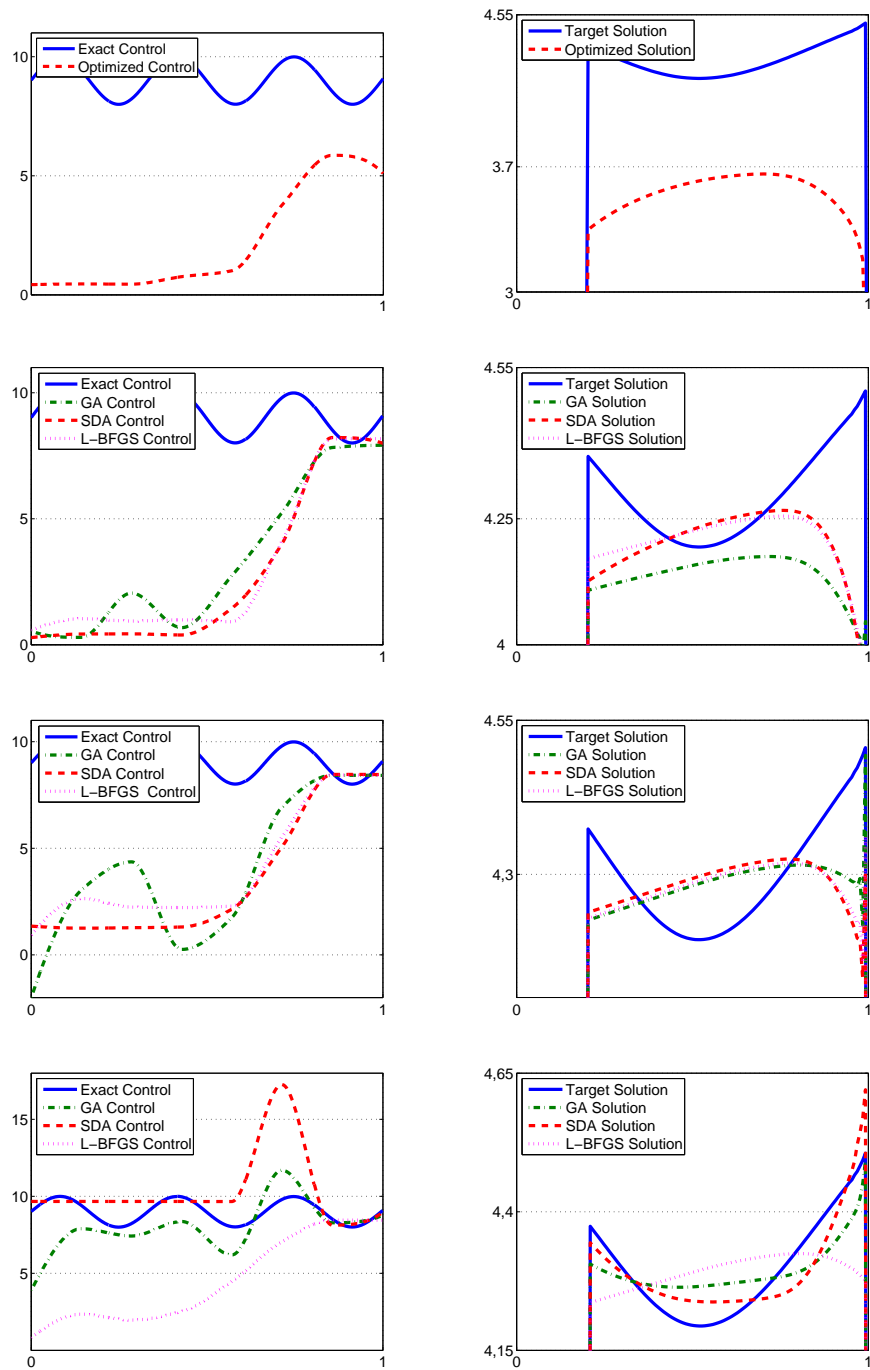 10
5
0
0
1
Exact Control
Optimized Control
4.55
3.7
3
0
1
Target Solution
Optimized Solution
10
5
0
0
1
Exact Control
GA Control
SDA Control
L−BFGS Control
4.55
4.25
4
0
1
Target Solution
GA Solution
SDA Solution
L−BFGS Solution
10
5
0
0
1
Exact Control
GA Control
SDA Control
L−BFGS Control
4.55
4.3
0
1
Target Solution
GA Solution
SDA Solution
L−BFGS Solution
15
10
5
0
1
Exact Control
GA Control
SDA Control
L−BFGS Control
4,65
4.4
4,15
0
1
Target Solution
GA Solution
SDA Solution
L−BFGS Solution